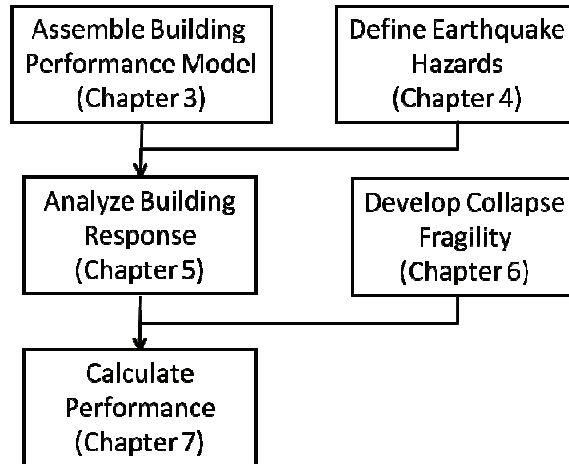 Assemble Building
Performance Model
(Chapter 3)
Define Earthquake
Hazards
(Chapter 4)
Analyze Building
Response
(Chapter 5)
Develop Collapse
Fragility
(Chapter 6)
Calculate
Performance
(Chapter 7)